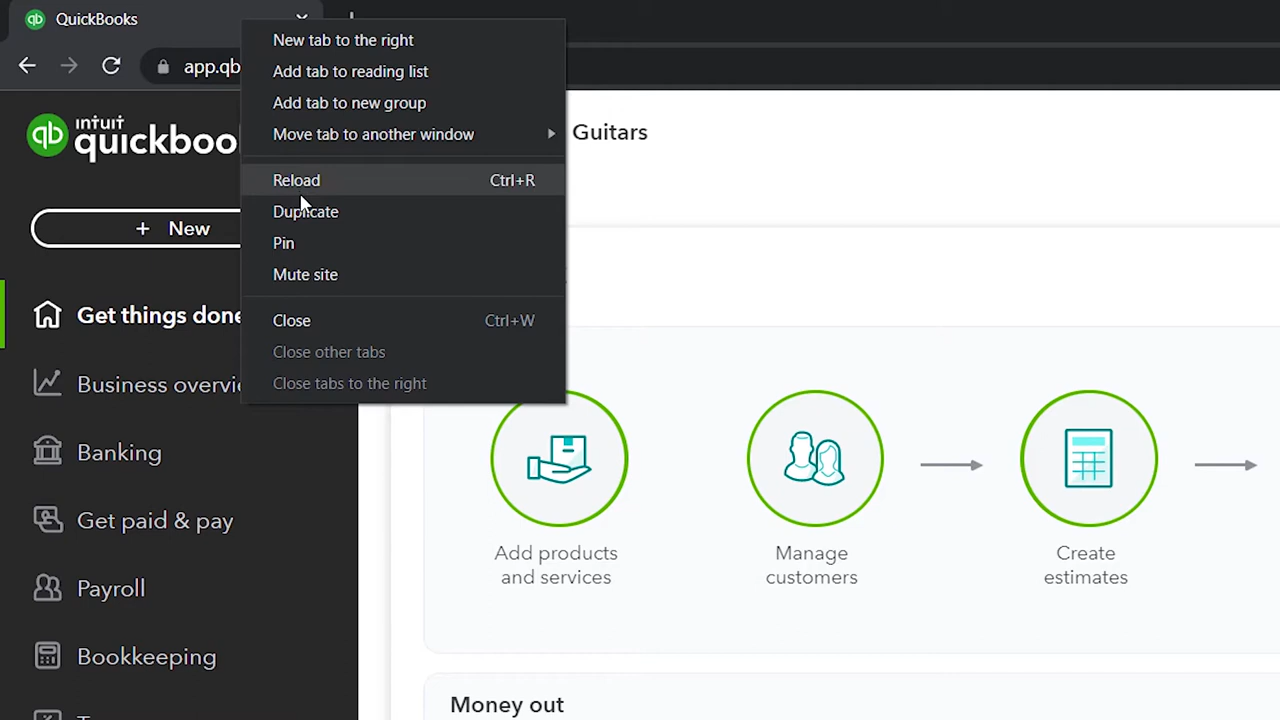 QuickBooks
app.qb
New tab to the right
Add tab to reading list
Add tab to new group
Move tab to another window
Reload Ctrl+R
Duplicate
Pin
Mute site
Close Ctrl+W
Close other tabs
Close tabs to the right
qb
intuit
quickboo
Guitars
+ New
Get things done
Business overvi
Banking
Get paid & pay
Payroll
Bookkeeping
Add products
and services
Manage
customers
Create
estimates
Money out